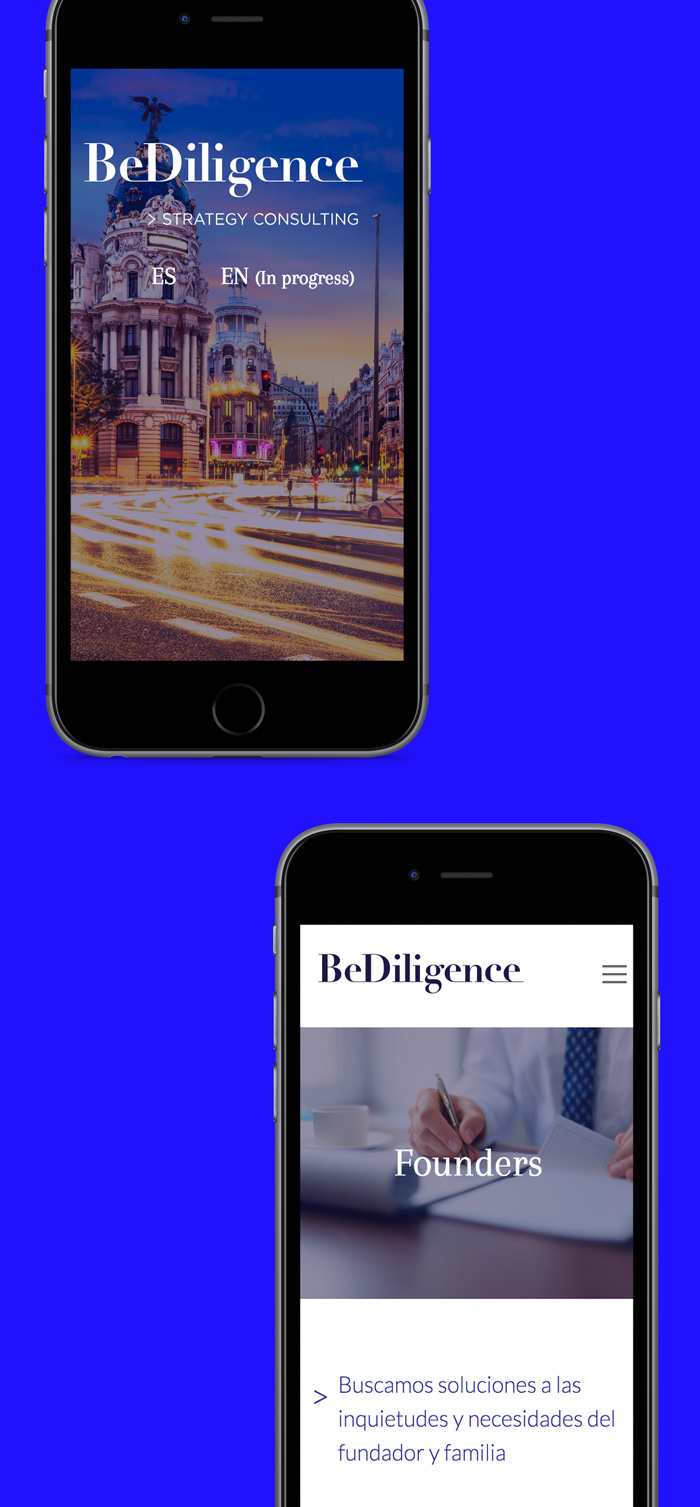 BeDiligence
> STRATEGY CONSULTING
ES EN (In progress)
BeDiligence
Founders
> Buscamos soluciones a las
inquietudes y necesidades del
fundador y familia